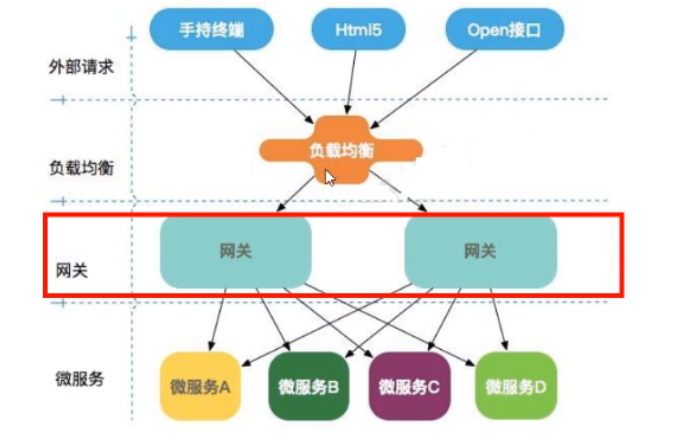 手持终端
Html5
Open接口
外部请求
负载均衡
负载均衡
网关
网关
网关
微服务
微服务A
微服务B
微服务C
微服务D